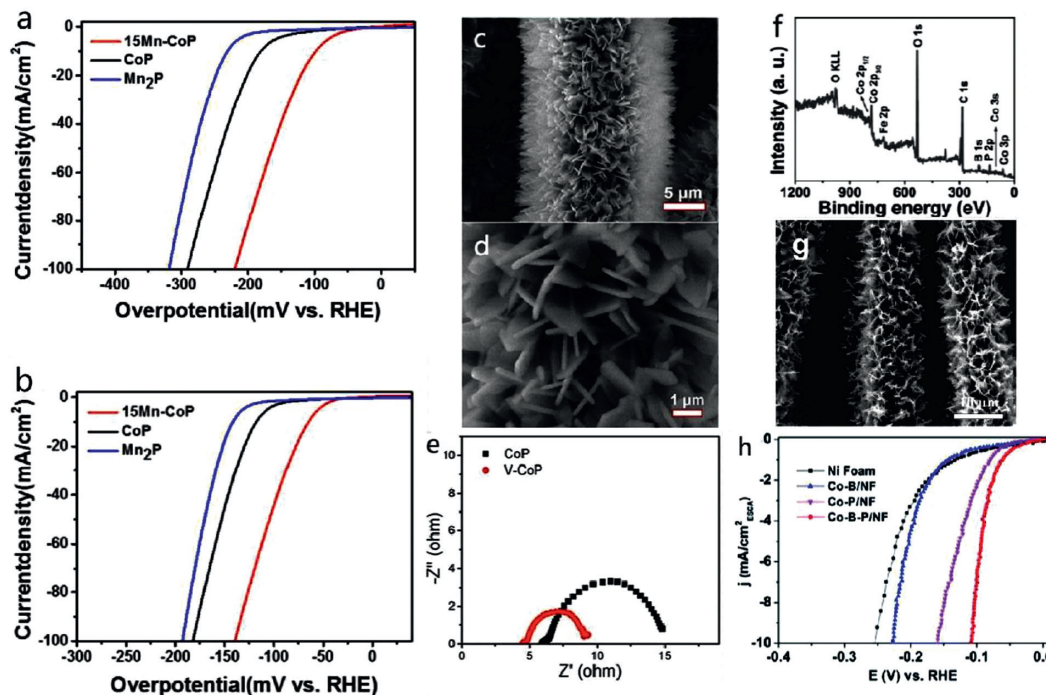 a
15Mn-CoP
CoP
Mn₂P
0
-20
-40
-60
-80
-100
Currentdensity(mA/cm²)
-400
-300
-200
-100
0
Overpotential(mV vs. RHE)
b
15Mn-CoP
CoP
Mn₂P
0
-20
-40
-60
-80
-100
Currentdensity(mA/cm²)
-300
-250
-200
-150
-100
-50
0
Overpotential(mV vs. RHE)
c
5 µm
d
1 µm
e
CoP
V-CoP
10
8
6
4
2
0
-Z'' (ohm)
0
5
10
15
Z' (ohm)
f
Intensity (a. u.)
O KLL
Co 2p₁/₂
Co 2p₃/₂
Fe 2p
O 1s
C 1s
B 1s
P 2p
Co 3s
Co 3p
1200
900
600
300
0
Binding energy (eV)
g
h
Ni Foam
Co-B/NF
Co-P/NF
Co-B-P/NF
0
-2
-4
-6
-8
-10
j (mA/cm²ESCA)
-0.3
-0.2
-0.1
0.0
E (V) vs. RHE